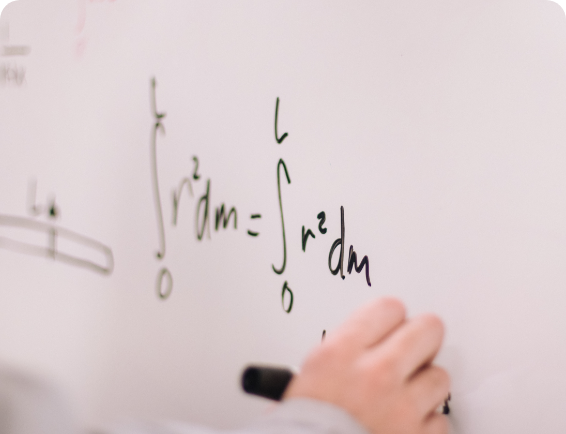 ∫₀ᴸ r²dm = ∫₀ᴸ r²dm